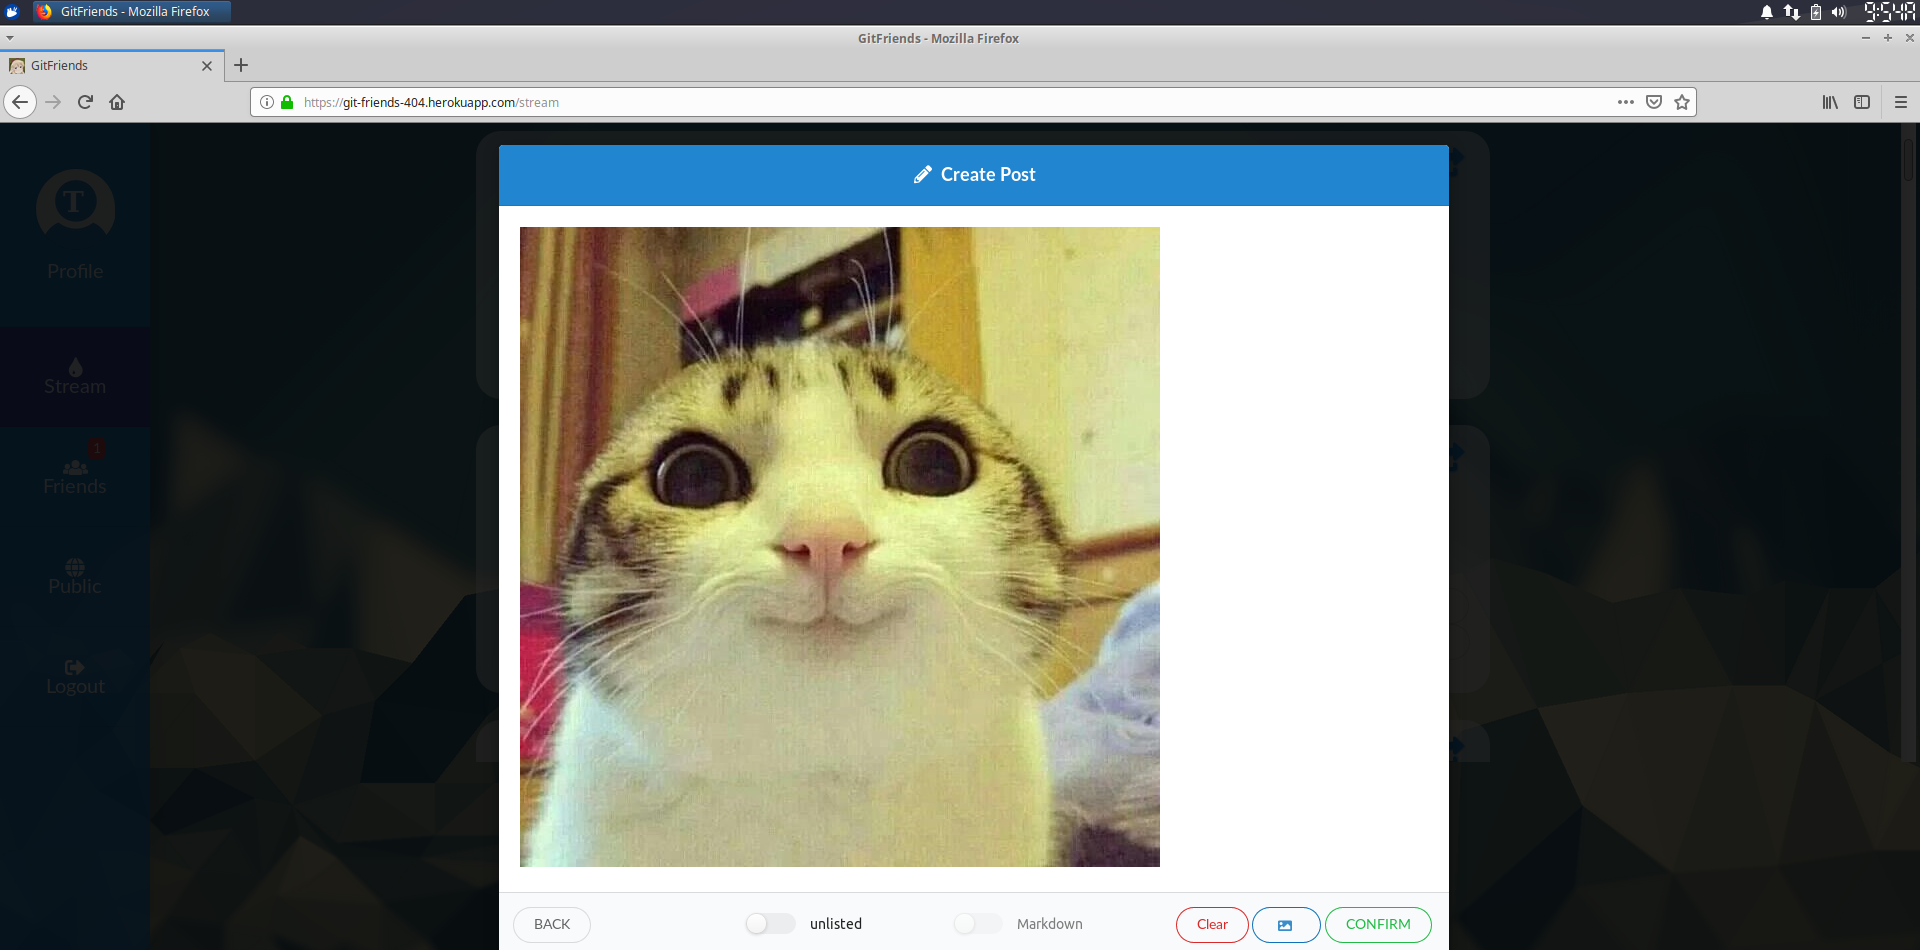 GitFriends - Mozilla Firefox
9:54A
GitFriends - Mozilla Firefox
GitFriends
https://git-friends-404.herokuapp.com/stream
Create Post
T
Profile
Stream
1
Friends
Public
Logout
BACK
unlisted
Markdown
Clear
CONFIRM